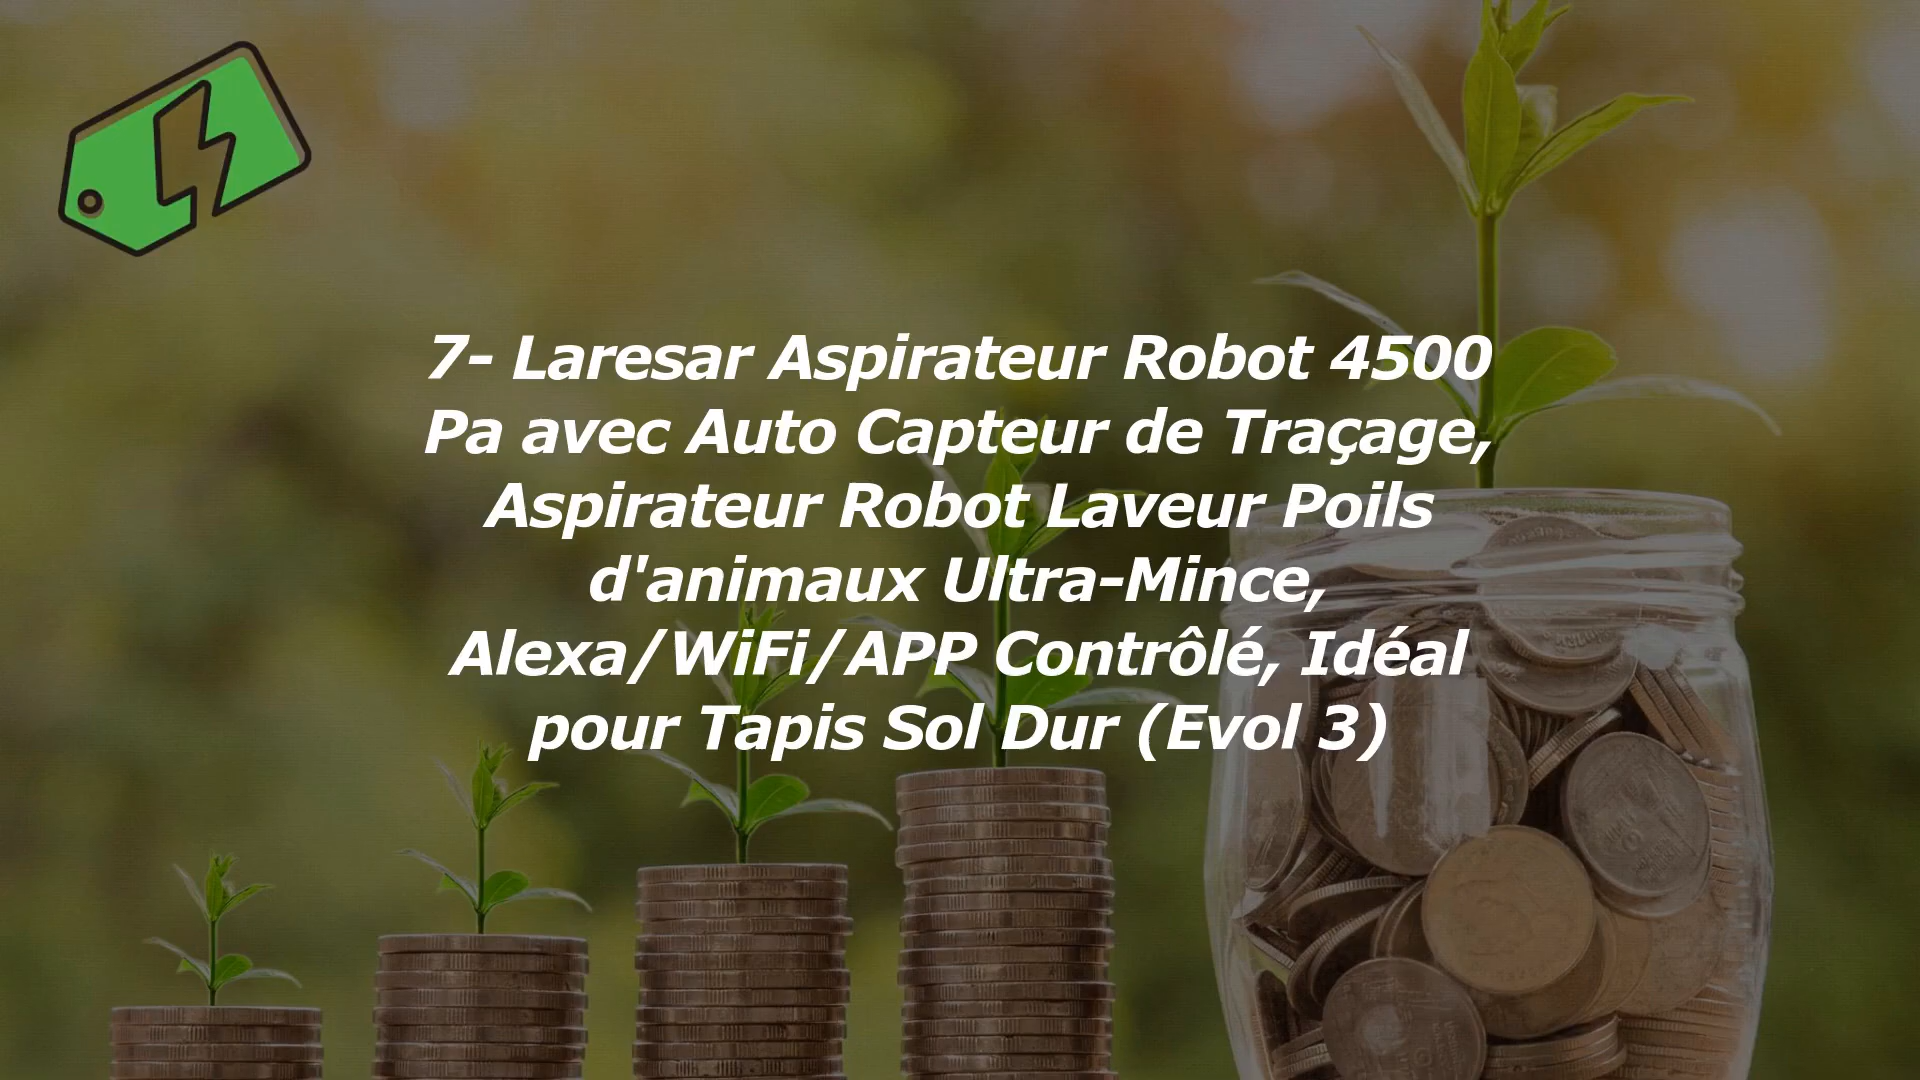 7- Laresar Aspirateur Robot 4500
Pa avec Auto Capteur de Traçage,
Aspirateur Robot Laveur Poils
d'animaux Ultra-Mince,
Alexa/WiFi/APP Contrôlé, Idéal
pour Tapis Sol Dur (Evol 3)